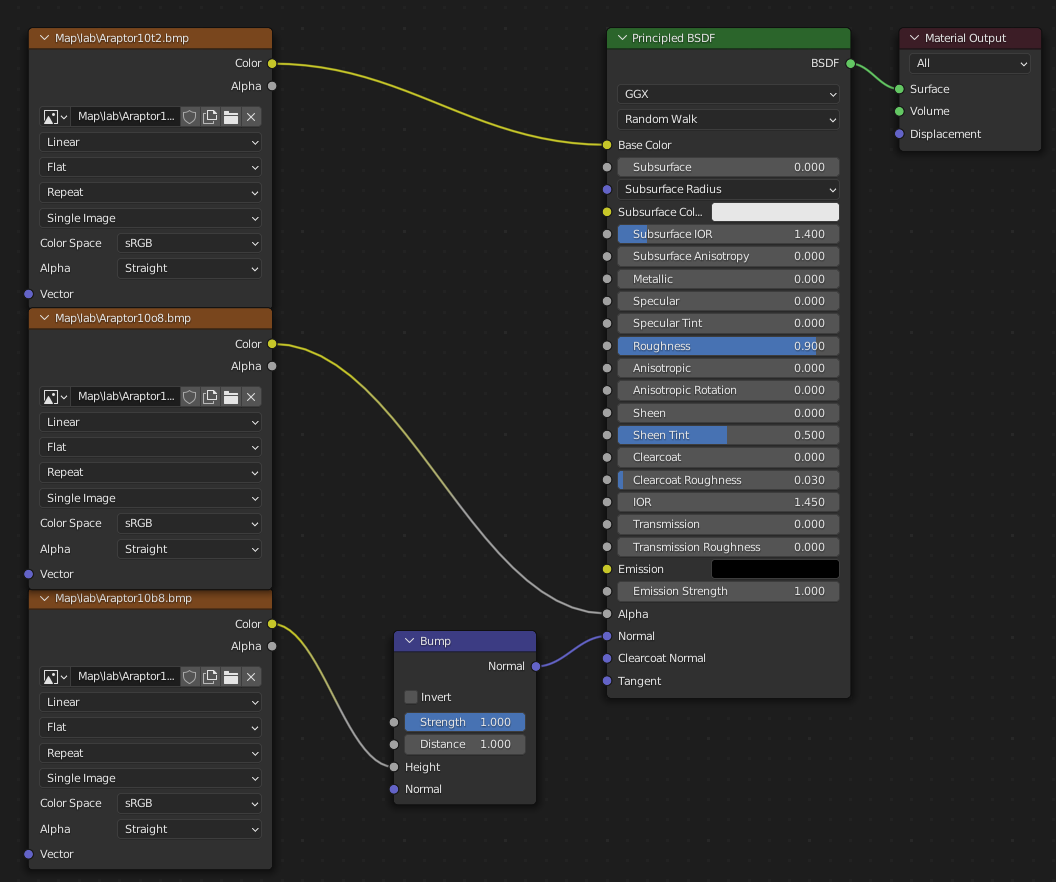 Map\lab\Araptor10t2.bmp
Color
Alpha
Map\lab\Araptor1...
Linear
Flat
Repeat
Single Image
Color Space sRGB
Alpha Straight
Vector
Map\lab\Araptor10o8.bmp
Color
Alpha
Map\lab\Araptor1...
Linear
Flat
Repeat
Single Image
Color Space sRGB
Alpha Straight
Vector
Map\lab\Araptor10b8.bmp
Color
Alpha
Map\lab\Araptor1...
Linear
Flat
Repeat
Single Image
Color Space sRGB
Alpha Straight
Vector
Bump
Normal
Invert
Strength 1.000
Distance 1.000
Height
Normal
Principled BSDF
BSDF
GGX
Random Walk
Base Color
Subsurface 0.000
Subsurface Radius
Subsurface Col...
Subsurface IOR 1.400
Subsurface Anisotropy 0.000
Metallic 0.000
Specular 0.000
Specular Tint 0.000
Roughness 0.900
Anisotropic 0.000
Anisotropic Rotation 0.000
Sheen 0.000
Sheen Tint 0.500
Clearcoat 0.000
Clearcoat Roughness 0.030
IOR 1.450
Transmission 0.000
Transmission Roughness 0.000
Emission
Emission Strength 1.000
Alpha
Normal
Clearcoat Normal
Tangent
Material Output
All
Surface
Volume
Displacement